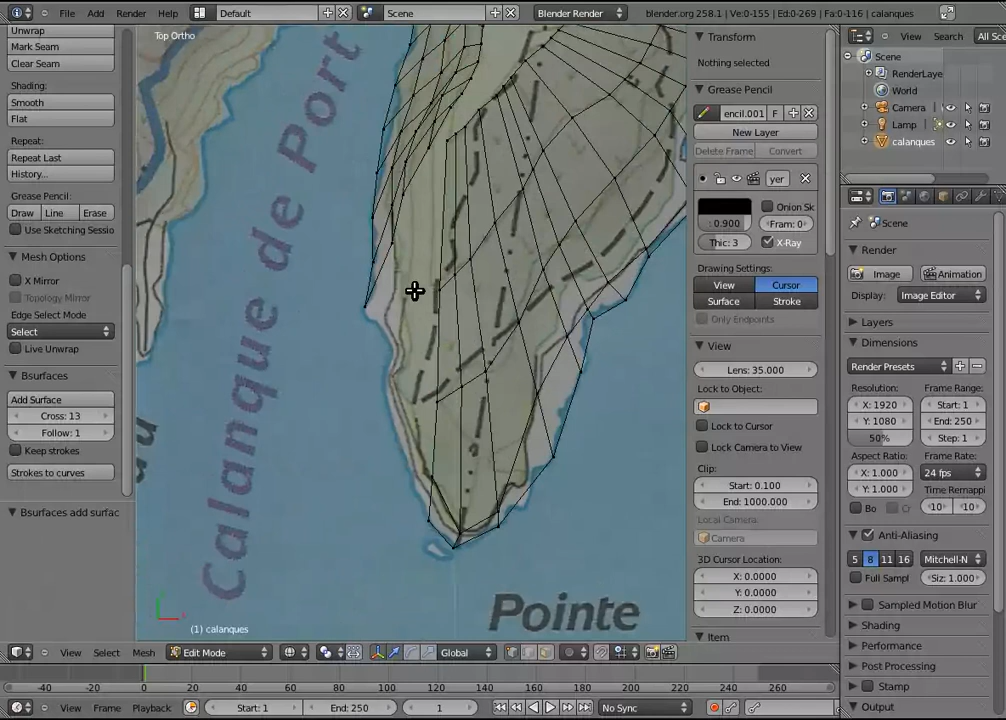 File Add Render Help Default Scene Blender Render blender.org 258.1 | Ve:0-155 | Ed:0-269 | Fa:0-116 | calanques
Unwrap
Mark Seam
Clear Seam
Shading:
Smooth
Flat
Repeat:
Repeat Last
History...
Grease Pencil:
Draw Line Erase
Use Sketching Sessio
Mesh Options
X Mirror
Topology Mirror
Edge Select Mode
Select
Live Unwrap
Bsurfaces
Add Surface
Cross: 13
Follow: 1
Keep strokes
Strokes to curves
Bsurfaces add surfac
Top Ortho
Calanque de Port
Pointe
(1) calanques
Transform
Nothing selected
Grease Pencil
encil.001 F
New Layer
Delete Frame Convert
yer
Onion Sk
0.900 Fram: 0
Thic: 3 X-Ray
Drawing Settings:
View Cursor
Surface Stroke
Only Endpoints
View
Lens: 35.000
Lock to Object:
Lock to Cursor
Lock Camera to View
Clip:
Start: 0.100
End: 1000.000
Local Camera:
Camera
3D Cursor Location:
X: 0.0000
Y: 0.0000
Z: 0.0000
Item
View Search All Sce
Scene
RenderLaye
World
Camera
Lamp
calanques
Scene
Render
Image Animation
Display: Image Editor
Layers
Dimensions
Render Presets
Resolution: Frame Range:
X: 1920 Start: 1
Y: 1080 End: 250
50% Step: 1
Aspect Ratio: Frame Rate:
X: 1.000 24 fps
Y: 1.000 Time Remappi
Bo Cr 10 10
Anti-Aliasing
5 8 11 16 Mitchell-N
Full Sampl Siz: 1.000
Sampled Motion Blur
Shading
Performance
Post Processing
Stamp
Output
View Select Mesh Edit Mode Global
-40 -20 0 20 40 60 80 100 120 140 160 180 200 220 240 260
View Frame Playback Start: 1 End: 250 1 No Sync